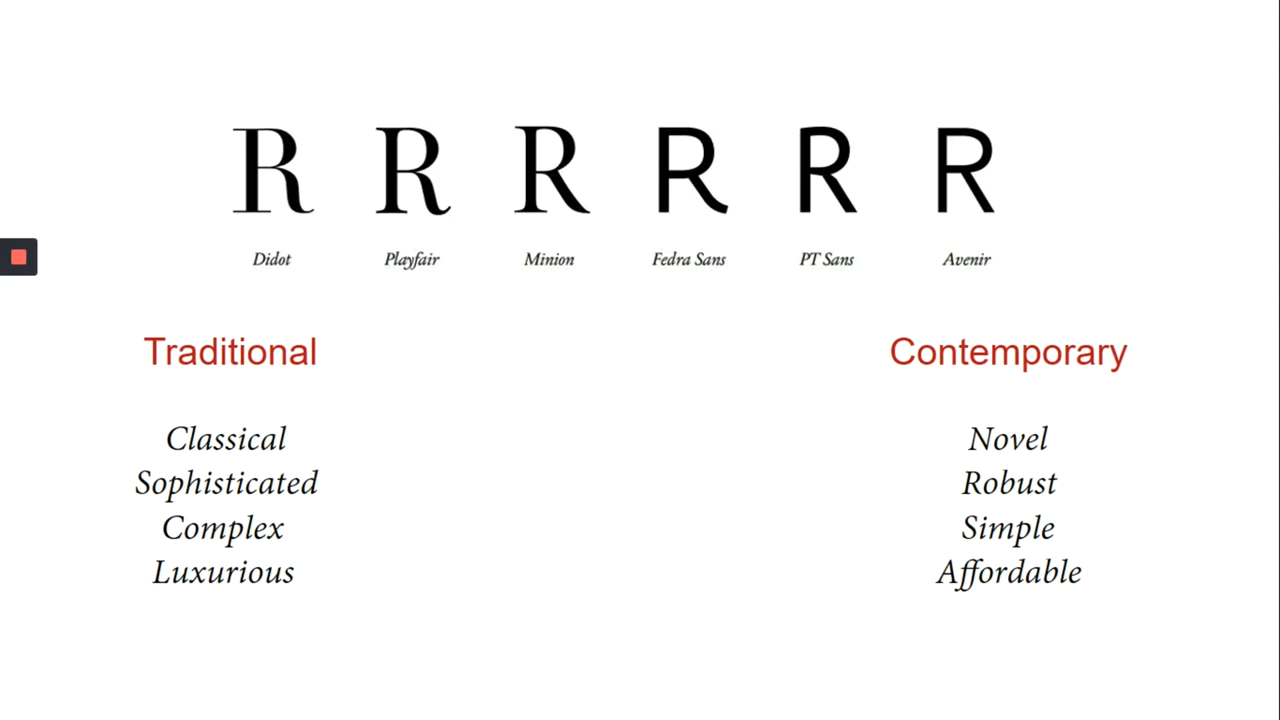 R R R R R R
Didot Playfair Minion Fedra Sans PT Sans Avenir
Traditional Contemporary
Classical Novel
Sophisticated Robust
Complex Simple
Luxurious Affordable